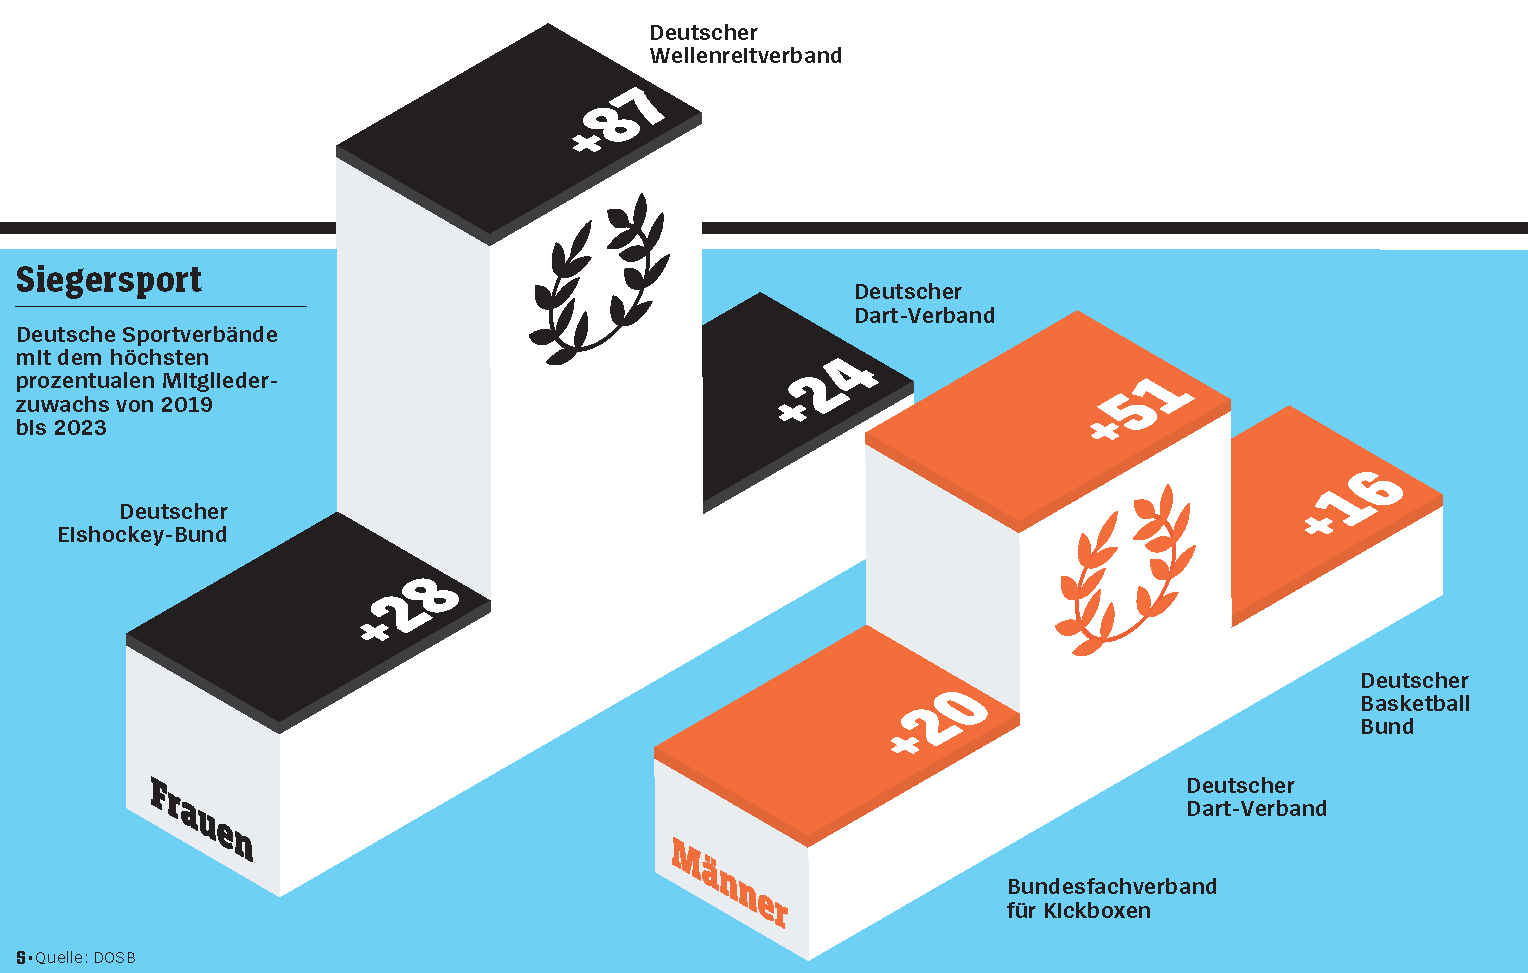 Siegersport
Deutsche Sportverbände
mit dem höchsten
prozentualen Mitglieder-
zuwachs von 2019
bis 2023
Deutscher
Wellenreitverband
+87
Deutscher
Dart-Verband
+24
Deutscher
Eishockey-Bund
+28
Frauen
+51
+16
+20
Männer
Deutscher
Basketball
Bund
Deutscher
Dart-Verband
Bundesfachverband
für Kickboxen
S•Quelle: DOSB